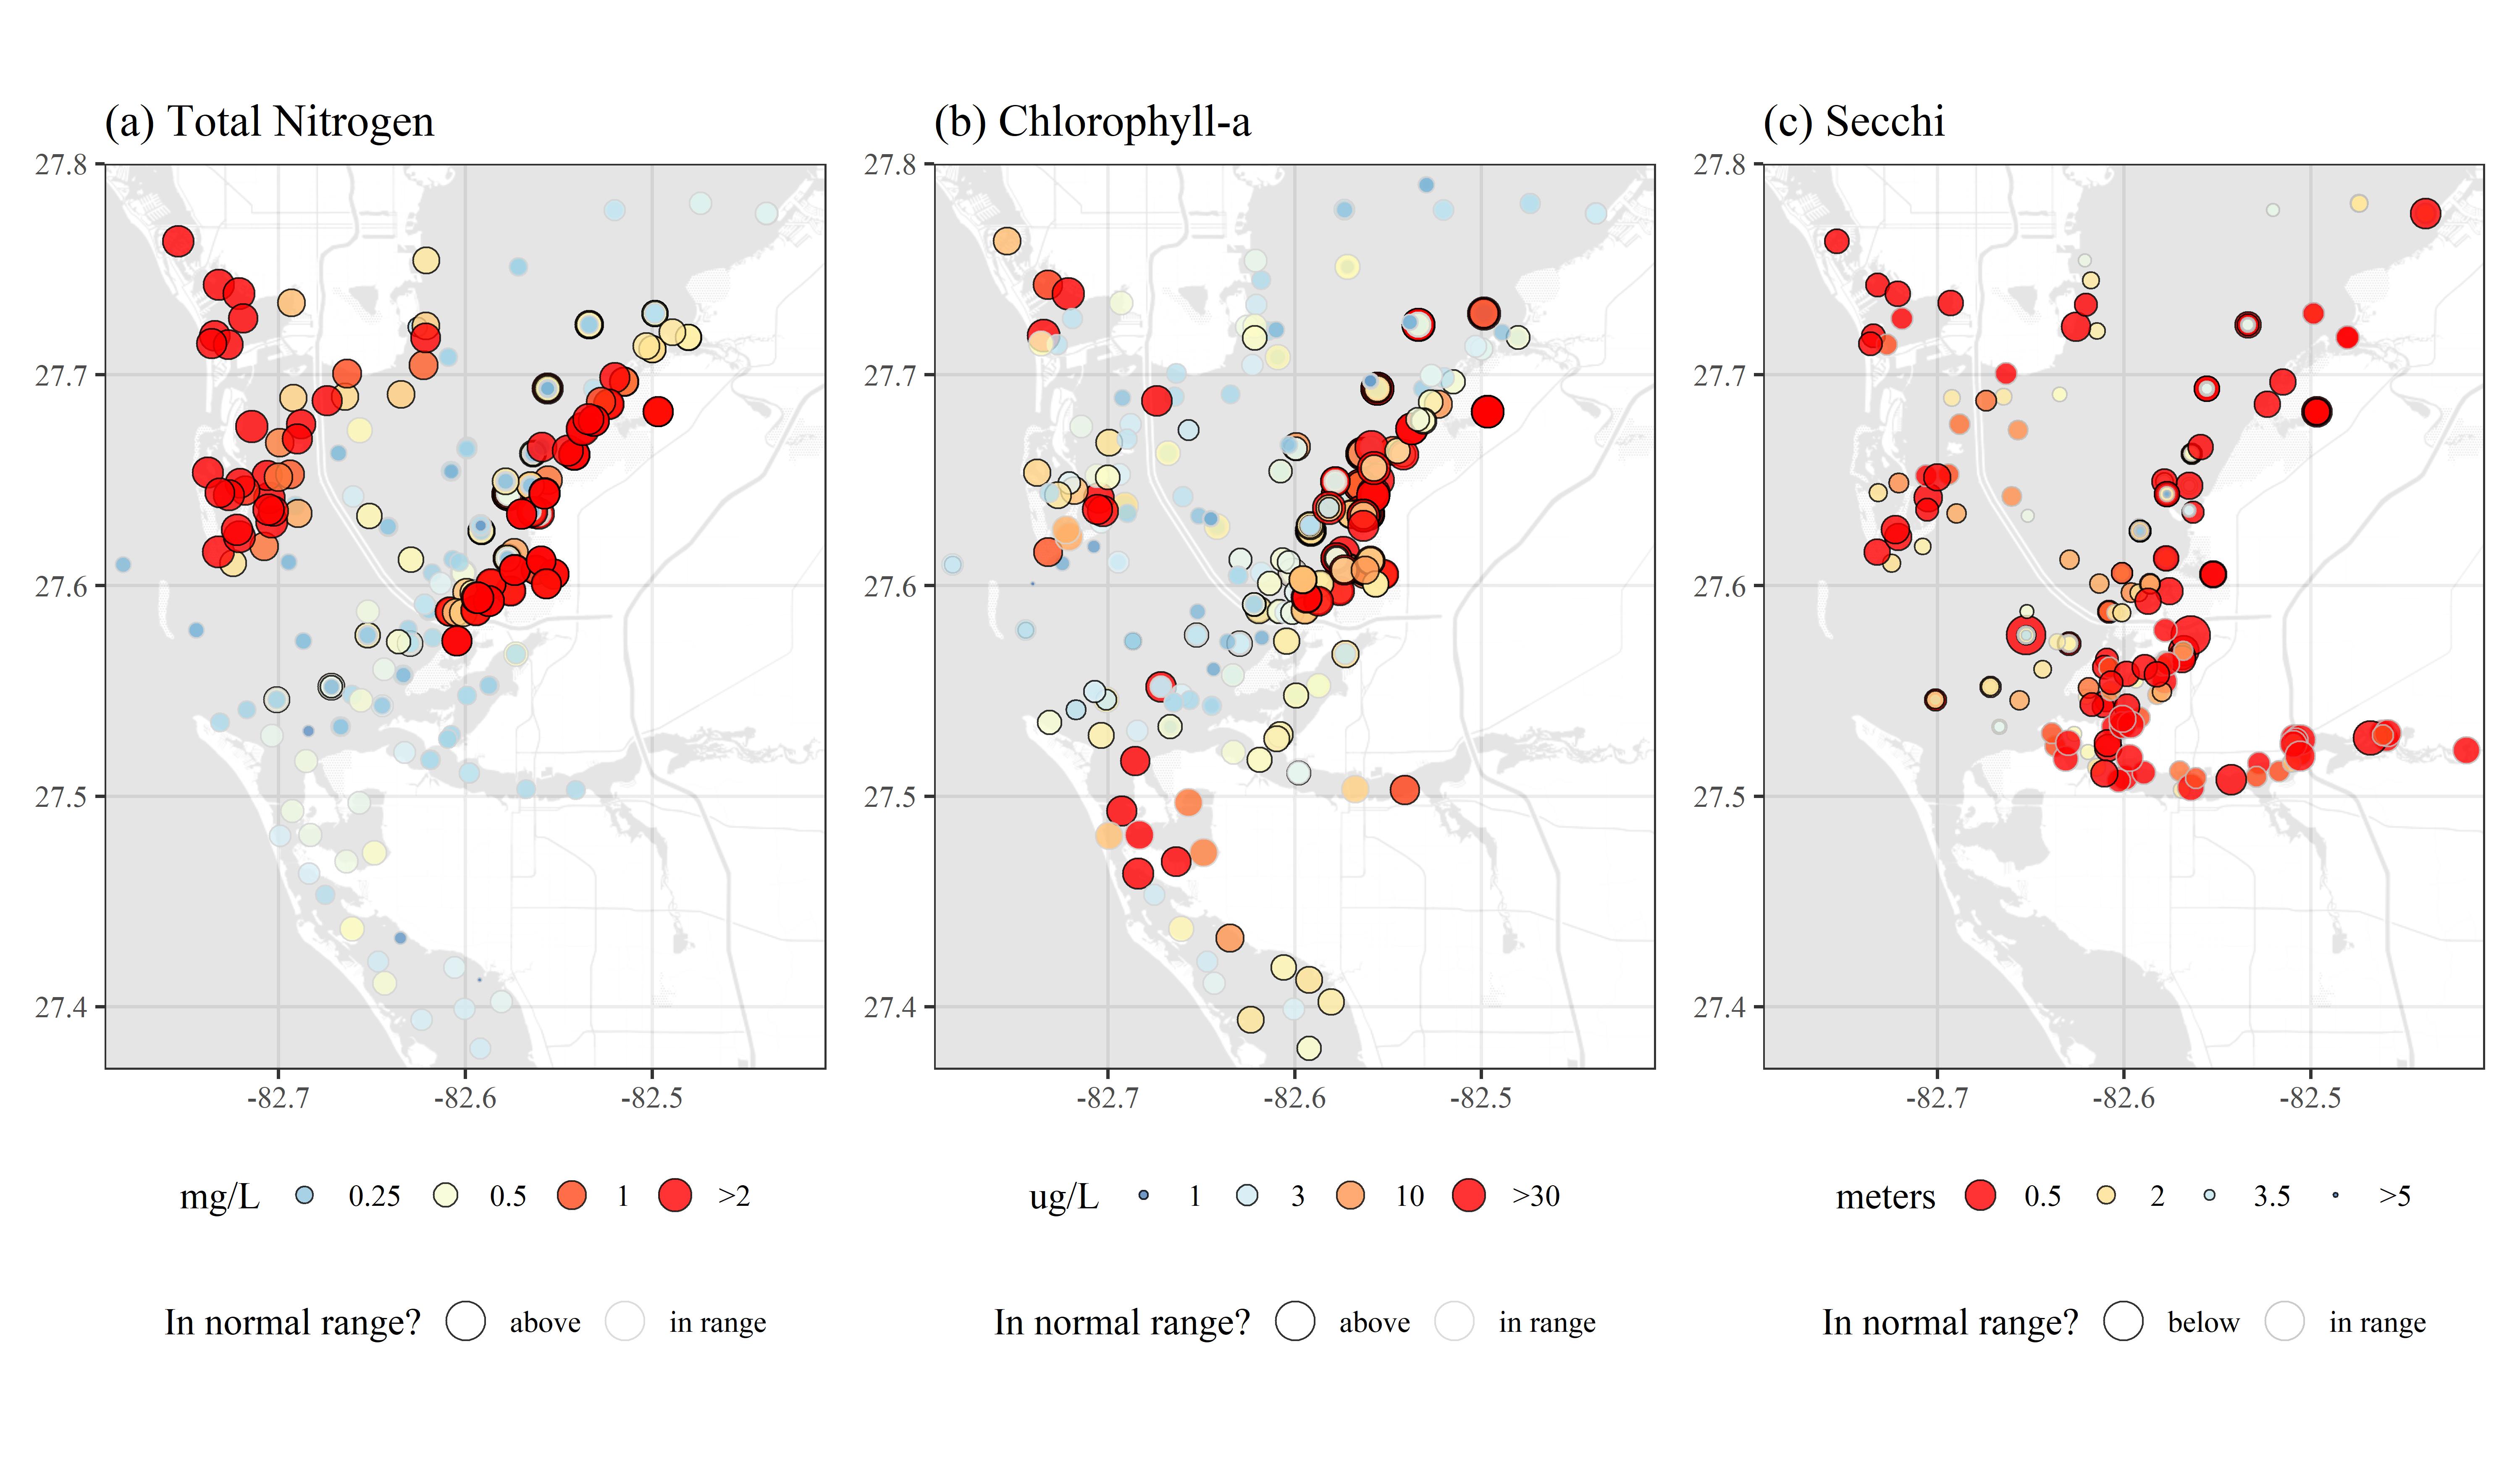 (a) Total Nitrogen
(b) Chlorophyll-a
(c) Secchi
27.8
27.7
27.6
27.5
27.4
-82.7 -82.6 -82.5
27.8
27.7
27.6
27.5
27.4
-82.7 -82.6 -82.5
27.8
27.7
27.6
27.5
27.4
-82.7 -82.6 -82.5
mg/L 0.25 0.5 1 >2
ug/L 1 3 10 >30
meters 0.5 2 3.5 >5
In normal range? above in range
In normal range? above in range
In normal range? below in range